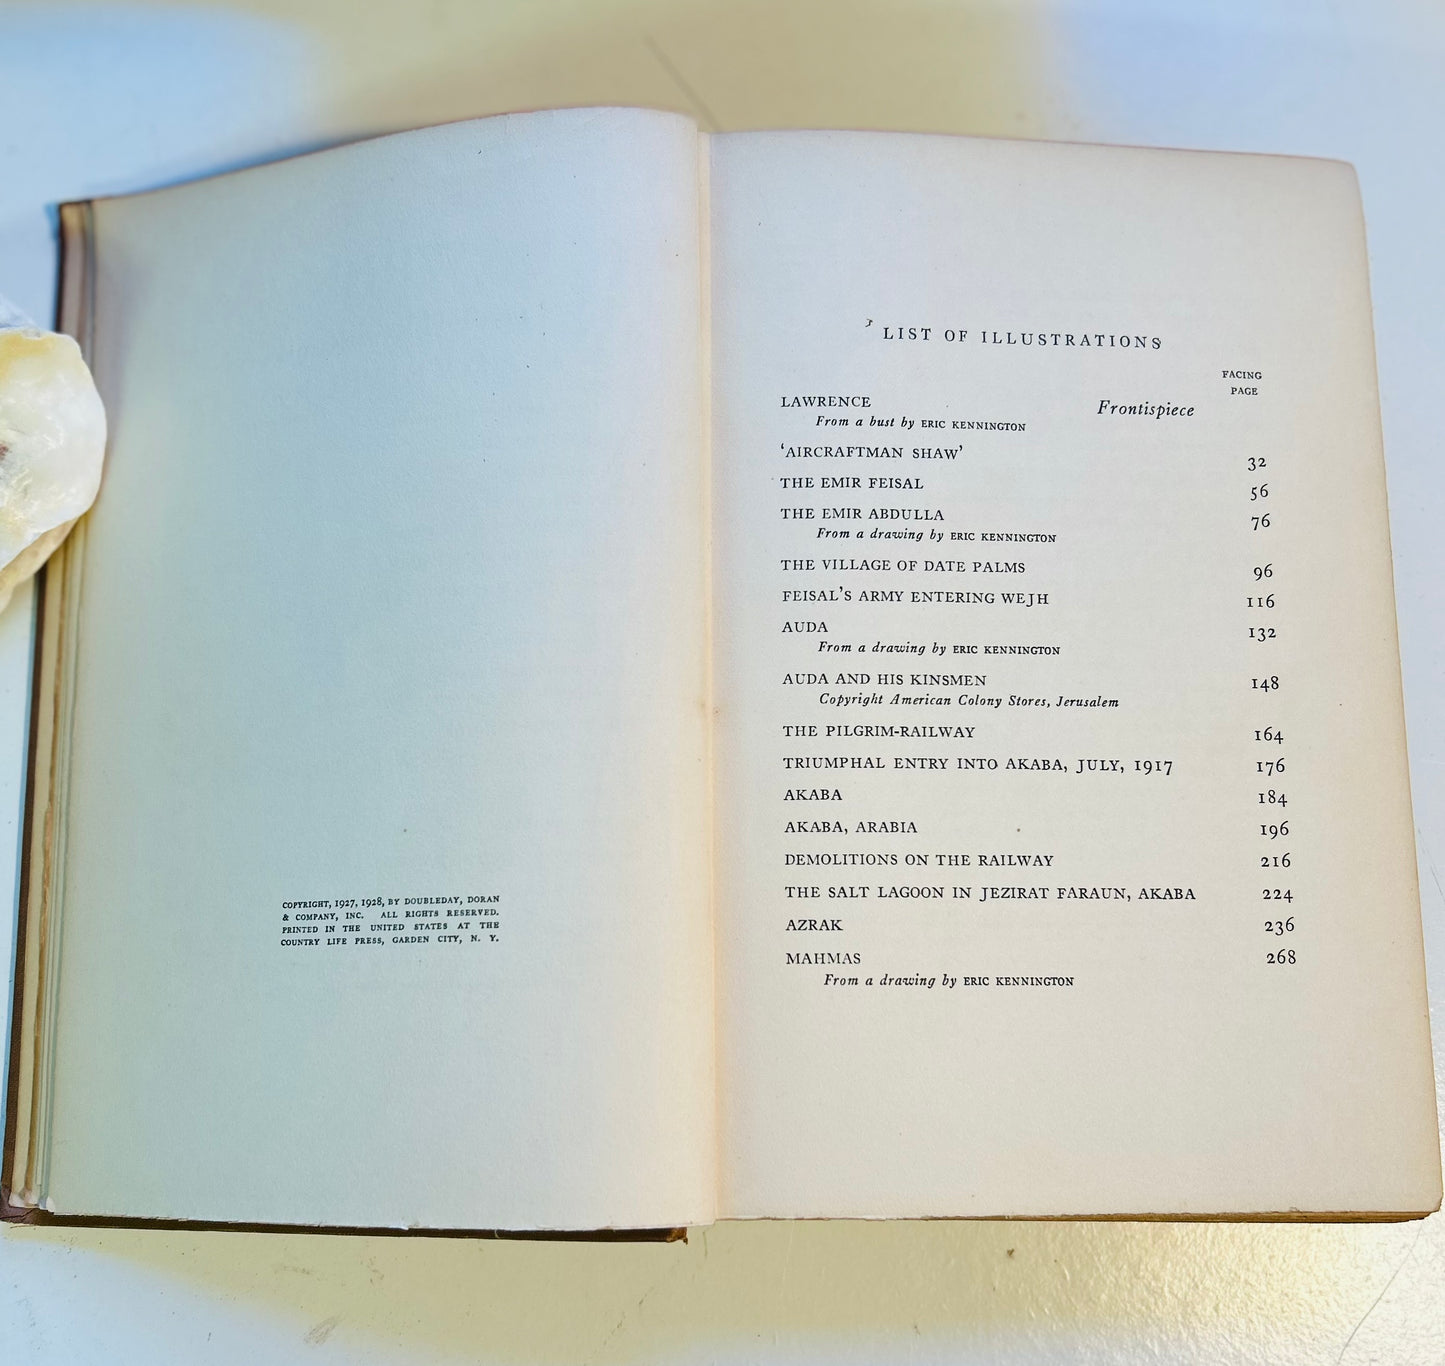 COPYRIGHT, 1927, 1928, BY DOUBLEDAY, DORAN
& COMPANY, INC. ALL RIGHTS RESERVED.
PRINTED IN THE UNITED STATES AT THE
COUNTRY LIFE PRESS, GARDEN CITY, N. Y.
LIST OF ILLUSTRATIONS
FACING
PAGE
LAWRENCE Frontispiece
From a bust by ERIC KENNINGTON
‘AIRCRAFTMAN SHAW’ 32
THE EMIR FEISAL 56
THE EMIR ABDULLA 76
From a drawing by ERIC KENNINGTON
THE VILLAGE OF DATE PALMS 96
FEISAL'S ARMY ENTERING WEJH 116
AUDA 132
From a drawing by ERIC KENNINGTON
AUDA AND HIS KINSMEN 148
Copyright American Colony Stores, Jerusalem
THE PILGRIM-RAILWAY 164
TRIUMPHAL ENTRY INTO AKABA, JULY, 1917 176
AKABA 184
AKABA, ARABIA 196
DEMOLITIONS ON THE RAILWAY 216
THE SALT LAGOON IN JEZIRAT FARAUN, AKABA 224
AZRAK 236
MAHMAS 268
From a drawing by ERIC KENNINGTON